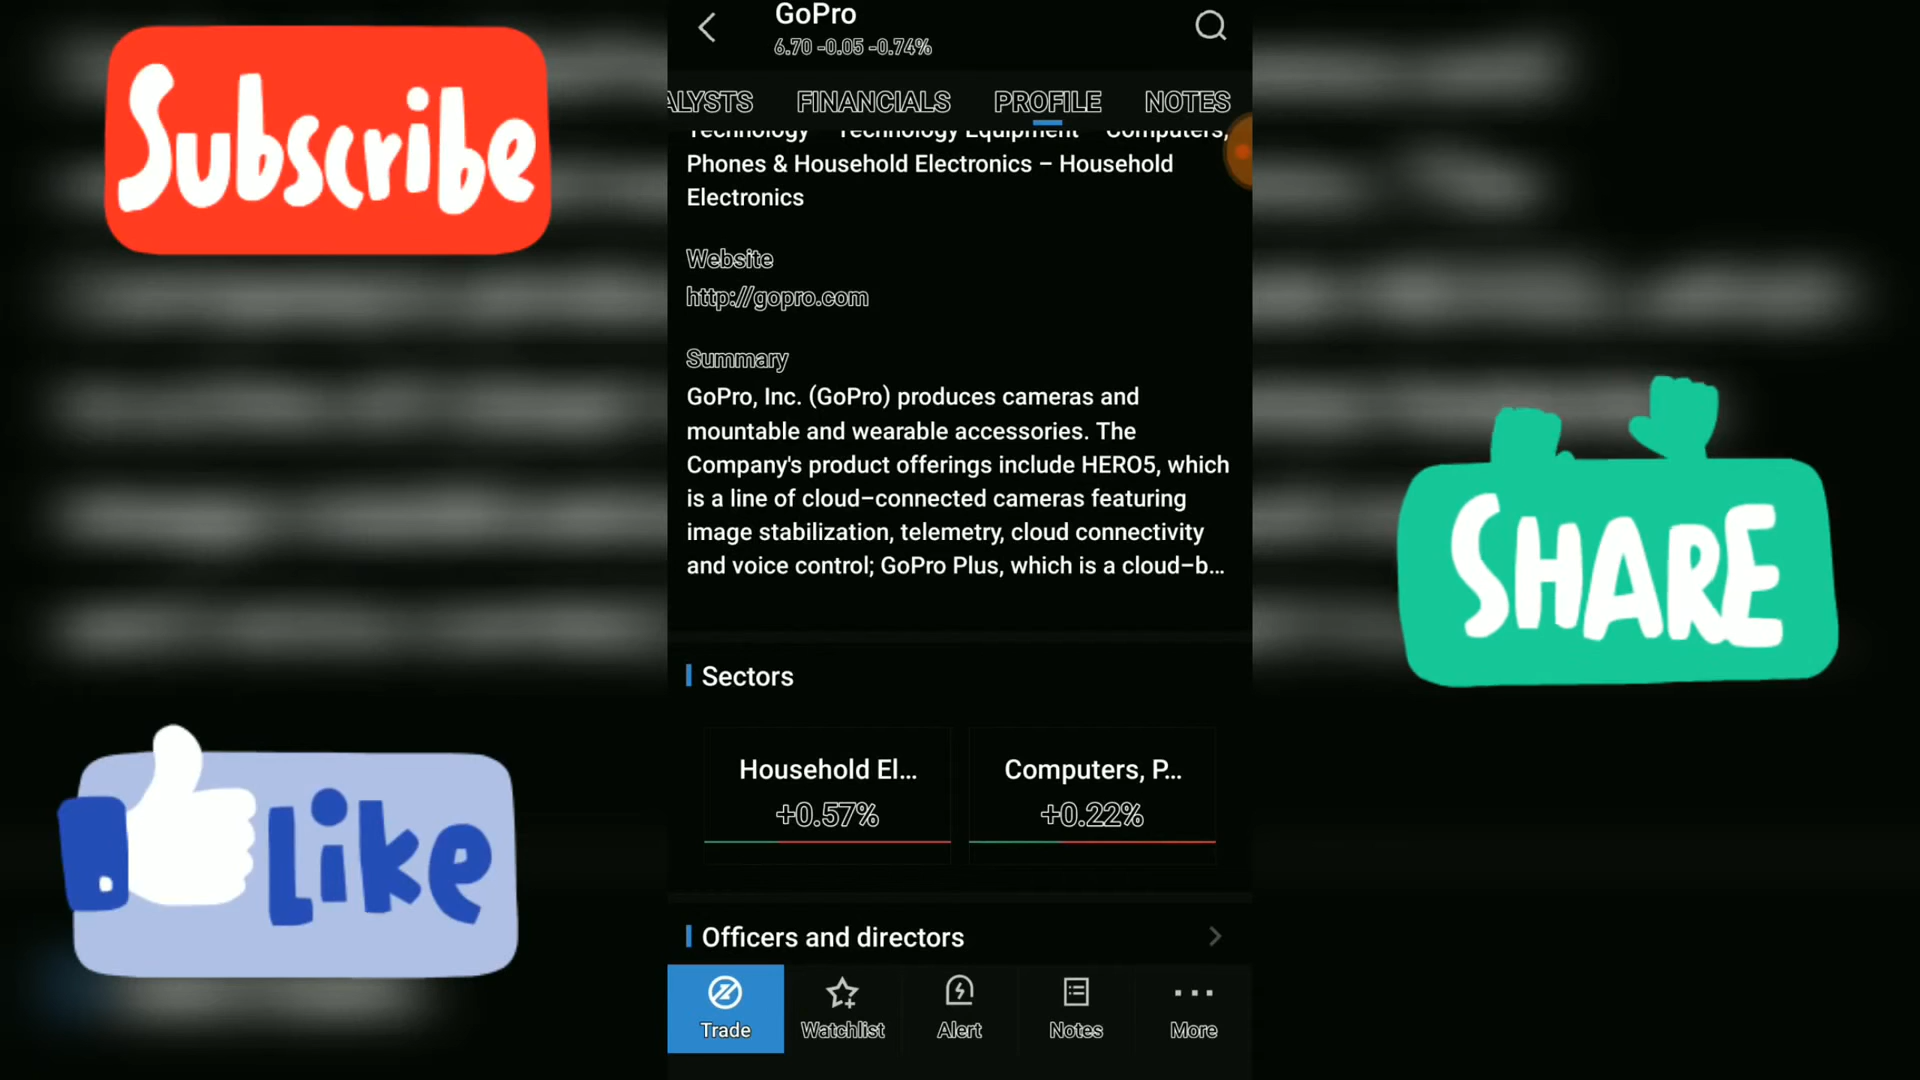 Subscribe
GoPro
6.70 -0.05 -0.74%
ALYSTS FINANCIALS PROFILE NOTES
Technology – Technology Equipment – Computers,
Phones & Household Electronics – Household
Electronics
Website
http://gopro.com
Summary
GoPro, Inc. (GoPro) produces cameras and
mountable and wearable accessories. The
Company's product offerings include HERO5, which
is a line of cloud–connected cameras featuring
image stabilization, telemetry, cloud connectivity
and voice control; GoPro Plus, which is a cloud–b...
SHARE
Sectors
Household El...
+0.57%
Computers, P...
+0.22%
Like
Officers and directors
Trade Watchlist Alert Notes More